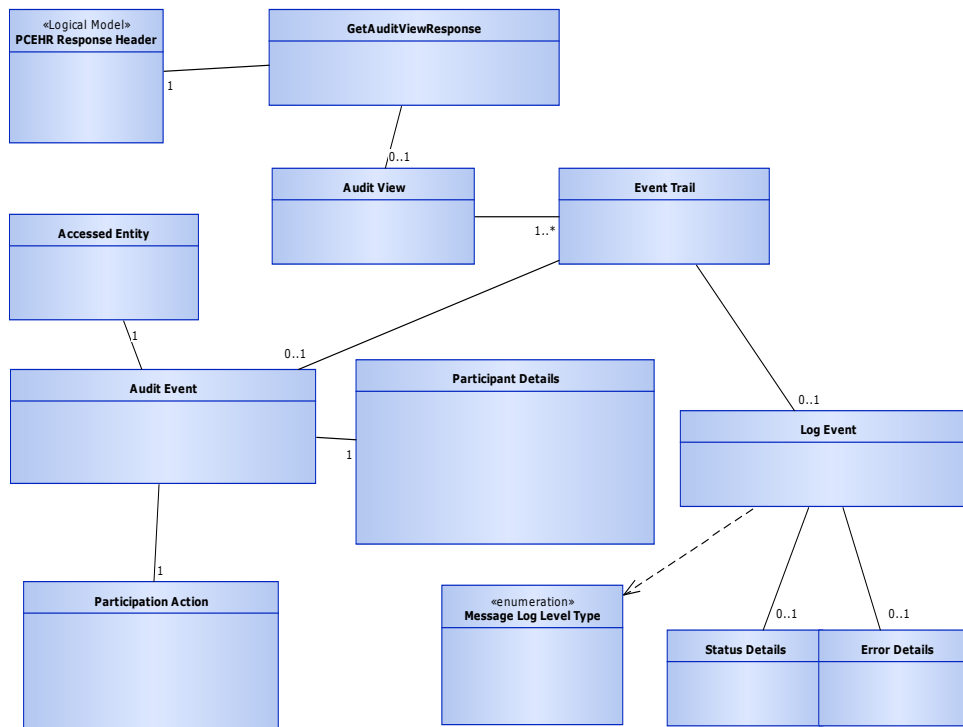 «Logical Model»
PCEHR Response Header
GetAuditViewResponse
1
0..1
Audit View
Event Trail
1..*
Accessed Entity
1
0..1
Audit Event
Participant Details
1
0..1
Log Event
1
Participation Action
«enumeration»
Message Log Level Type
0..1
0..1
Status Details
Error Details